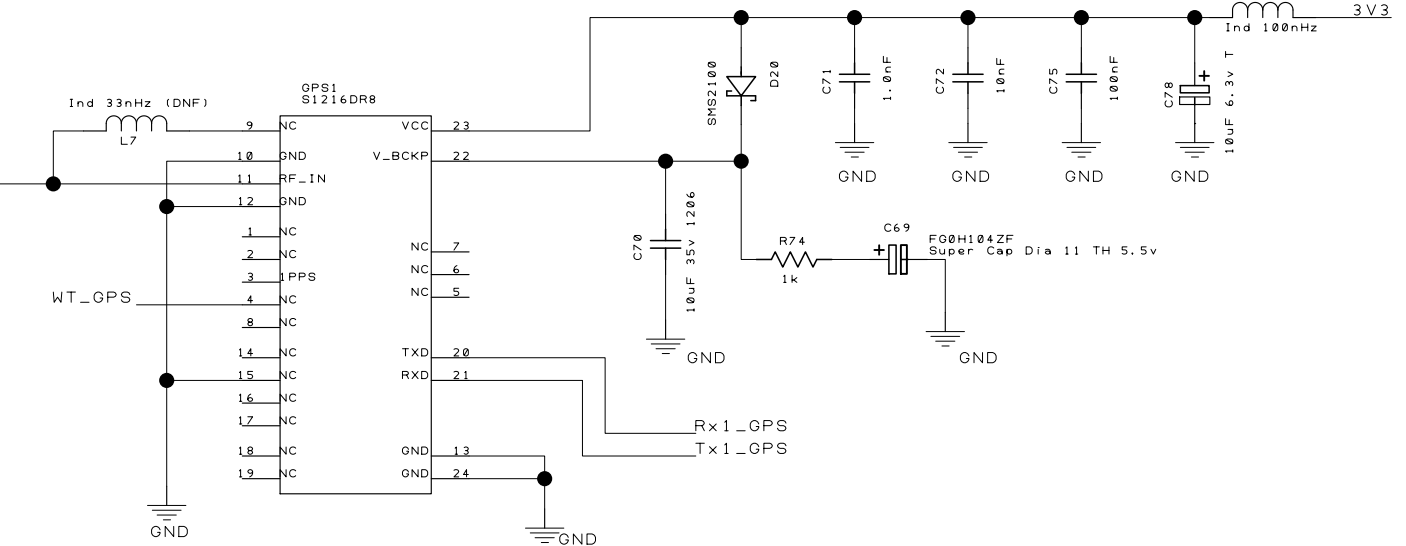 3V3
Ind 100nHz
GPS1
S1216DR8
Ind 33nHz (DNF)
L7
SMS2100
D20
C71
1.0nF
C72
10nF
C75
100nF
C78
10uF 6.3v T
+
GND
GND
GND
GND
9 NC
10 GND
11 RF_IN
12 GND
1 NC
2 NC
3 1PPS
WT_GPS
4 NC
8 NC
14 NC
15 NC
16 NC
17 NC
18 NC
19 NC
VCC 23
V_BCKP 22
NC 7
NC 6
NC 5
TXD 20
RXD 21
GND 13
GND 24
C70
10uF 35v 1206
GND
R74
1k
C69
+
FG0H104ZF
Super Cap Dia 11 TH 5.5v
GND
Rx1_GPS
Tx1_GPS
GND
GND